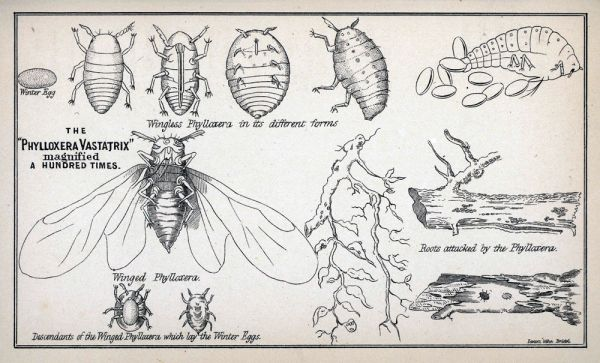 Winter Egg
Wingless Phylloxera in its different forms
THE
"PHYLLOXERA VASTATRIX"
magnified
A HUNDRED TIMES.
Winged Phylloxera.
Roots attacked by the Phylloxera.
Descendants of the Winged Phylloxera which lay the Winter Eggs.